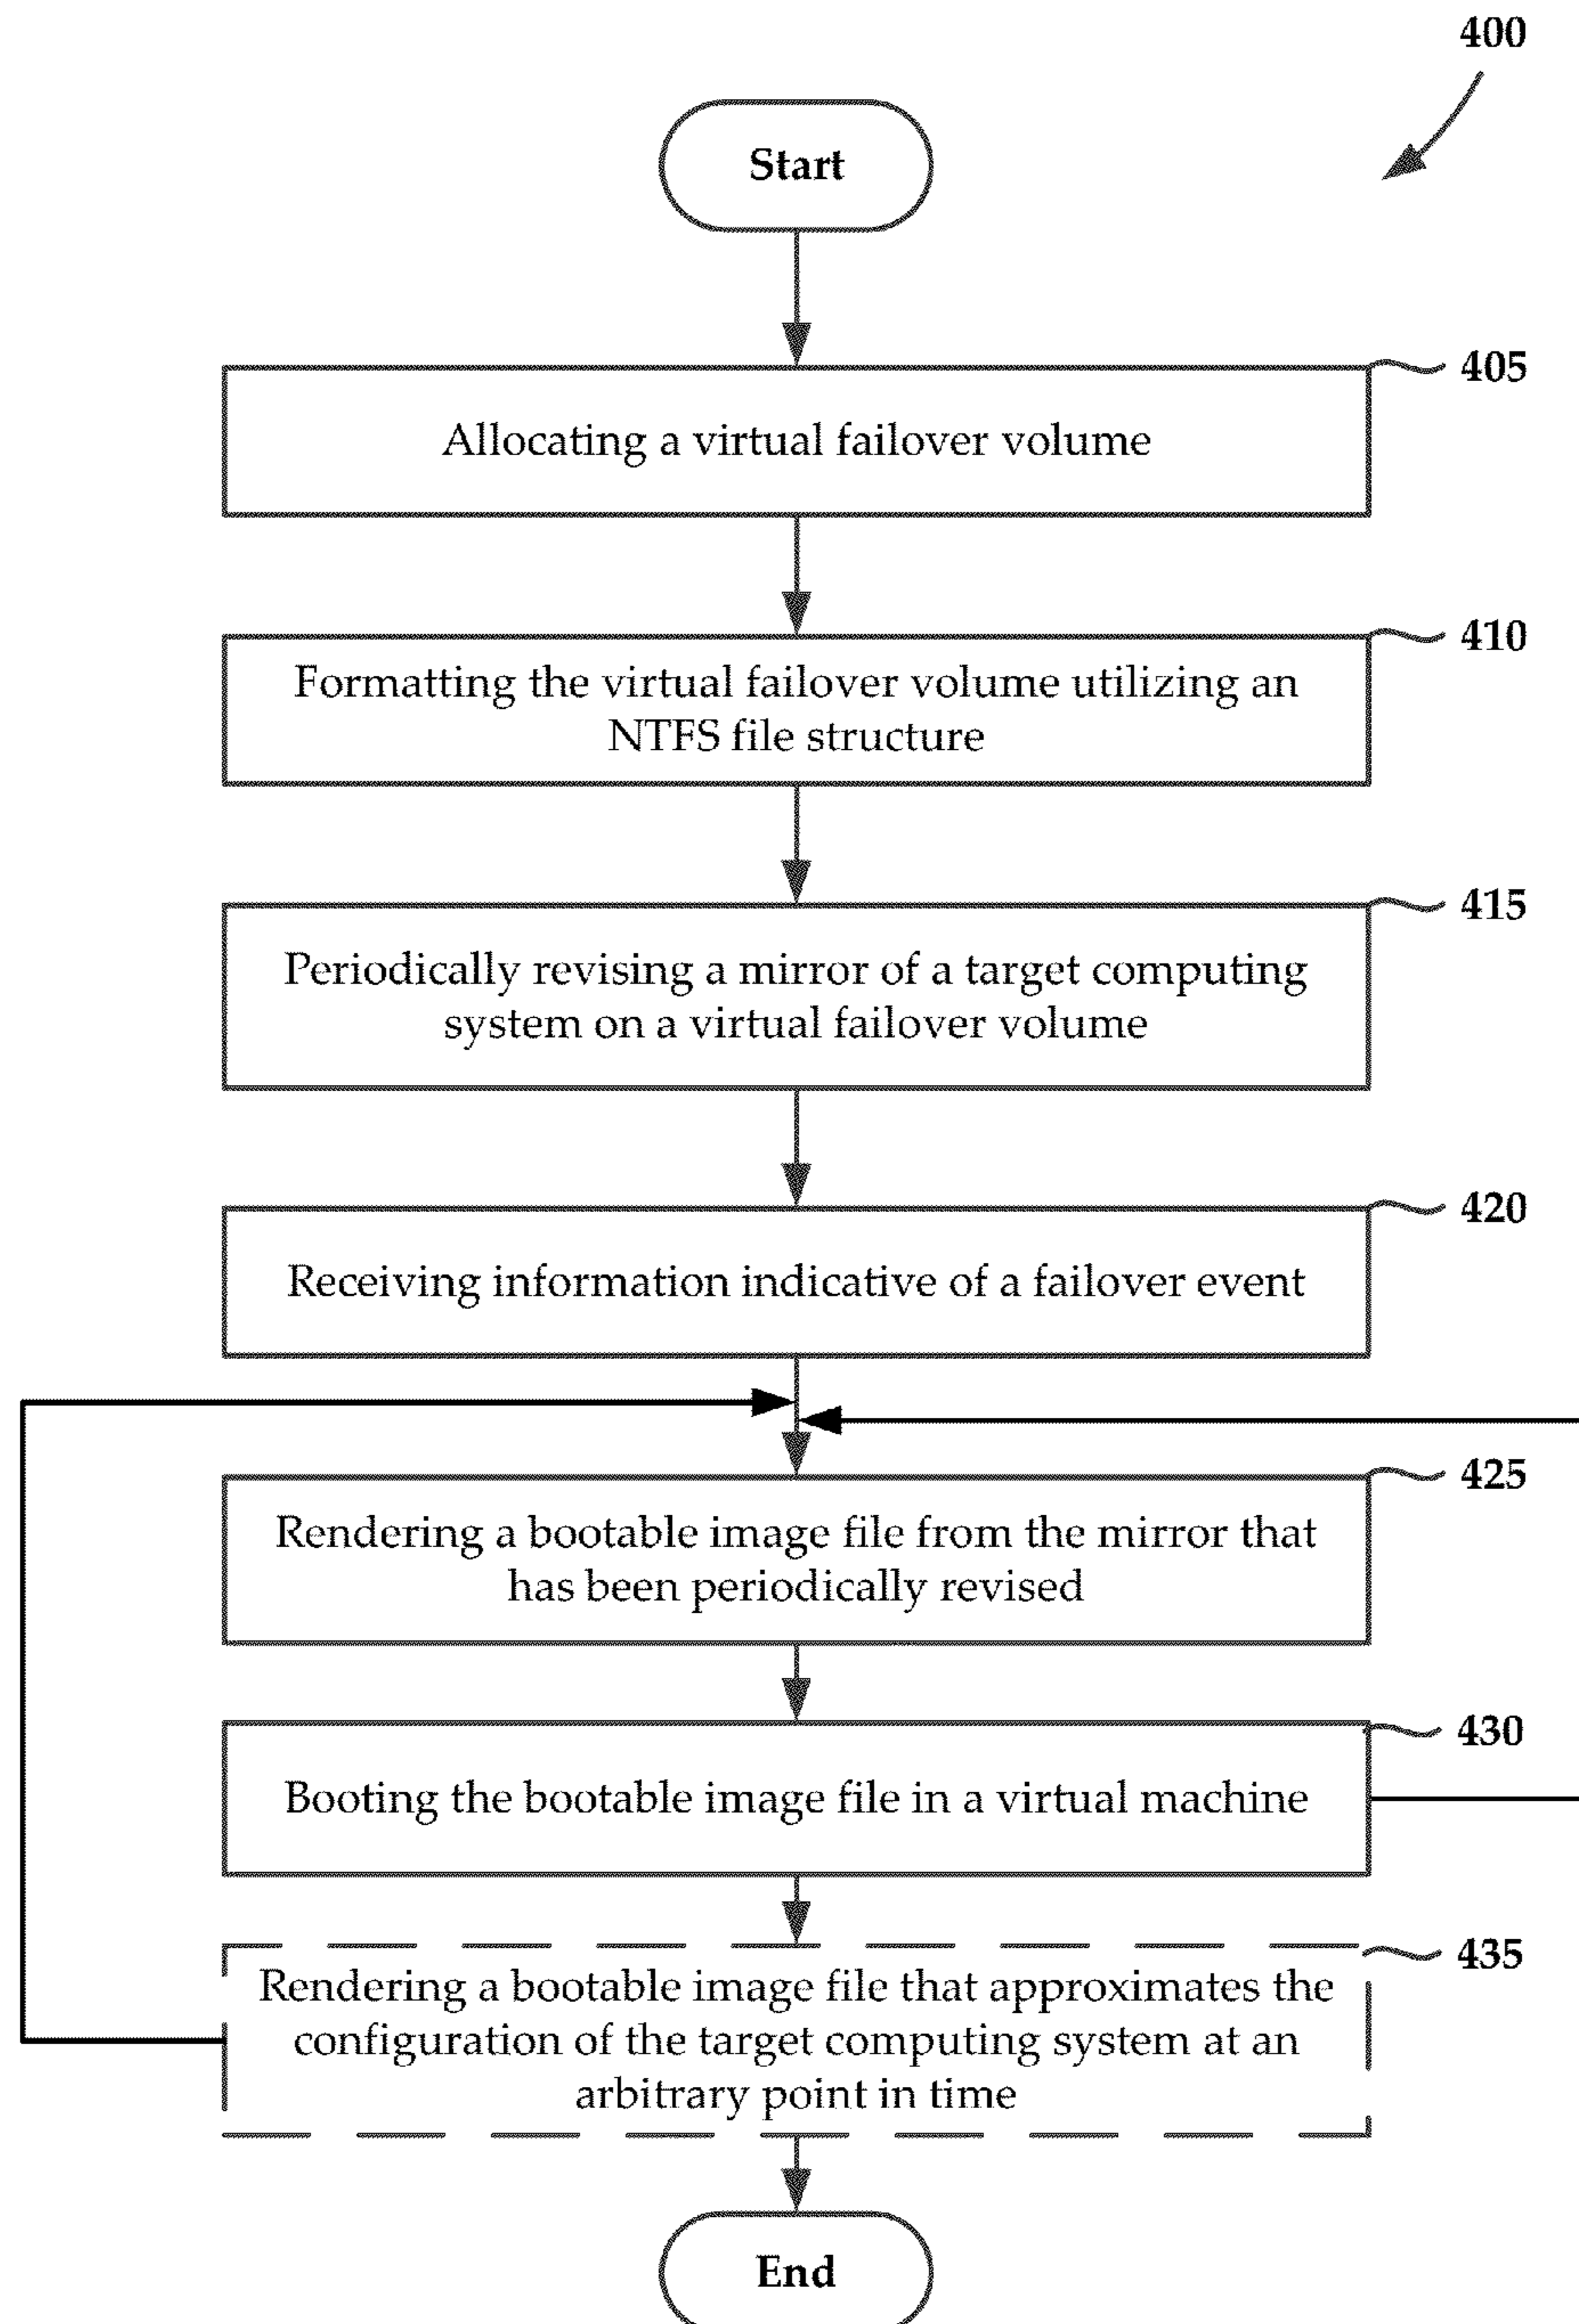 400
Start
405
Allocating a virtual failover volume
410
Formatting the virtual failover volume utilizing an
NTFS file structure
415
Periodically revising a mirror of a target computing
system on a virtual failover volume
420
Receiving information indicative of a failover event
425
Rendering a bootable image file from the mirror that
has been periodically revised
430
Booting the bootable image file in a virtual machine
435
Rendering a bootable image file that approximates the
configuration of the target computing system at an
arbitrary point in time
End